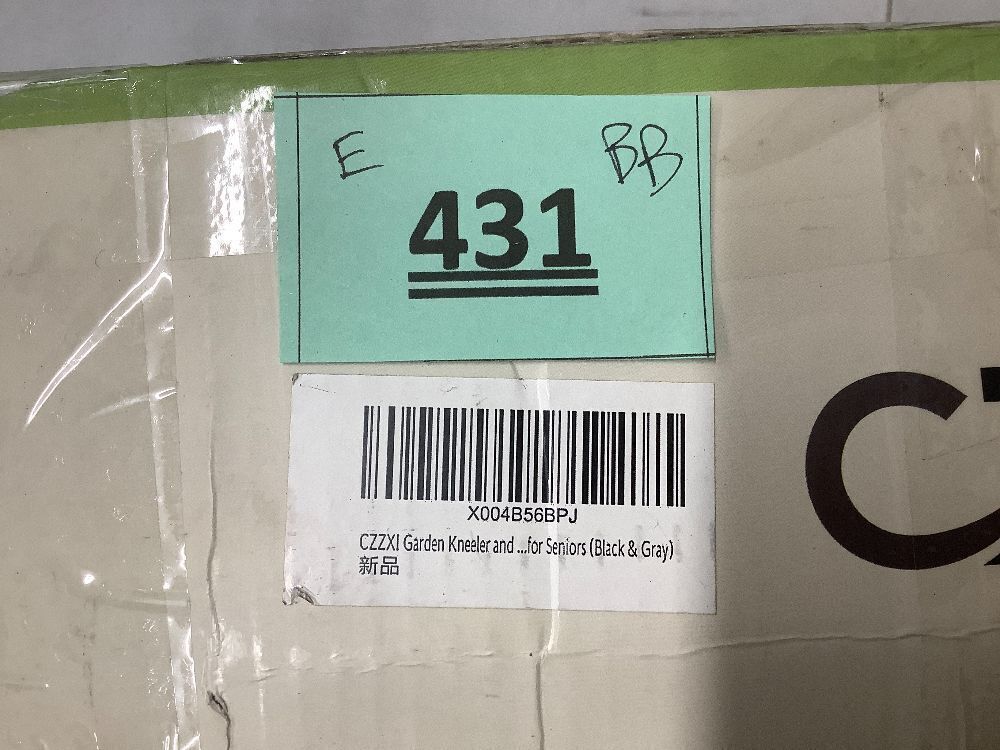 E BB
431
X004B56BPJ
CZZXI Garden Kneeler and ...for Seniors (Black & Gray)
新品